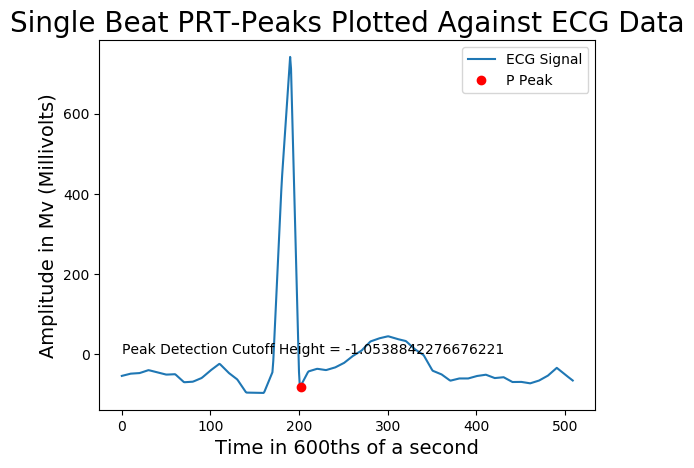 Single Beat PRT-Peaks Plotted Against ECG Data
ECG Signal
P Peak
Amplitude in Mv (Millivolts)
600
400
200
0
Peak Detection Cutoff Height = -1.0538842276676221
0 100 200 300 400 500
Time in 600ths of a second